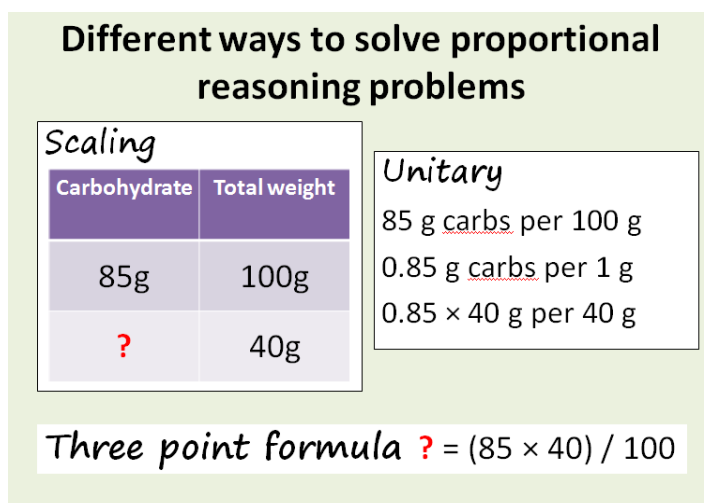 Different ways to solve proportional
reasoning problems
Scaling
Carbohydrate Total weight
85g 100g
? 40g
Unitary
85 g carbs per 100 g
0.85 g carbs per 1 g
0.85 × 40 g per 40 g
Three point formula ? = (85 × 40) / 100